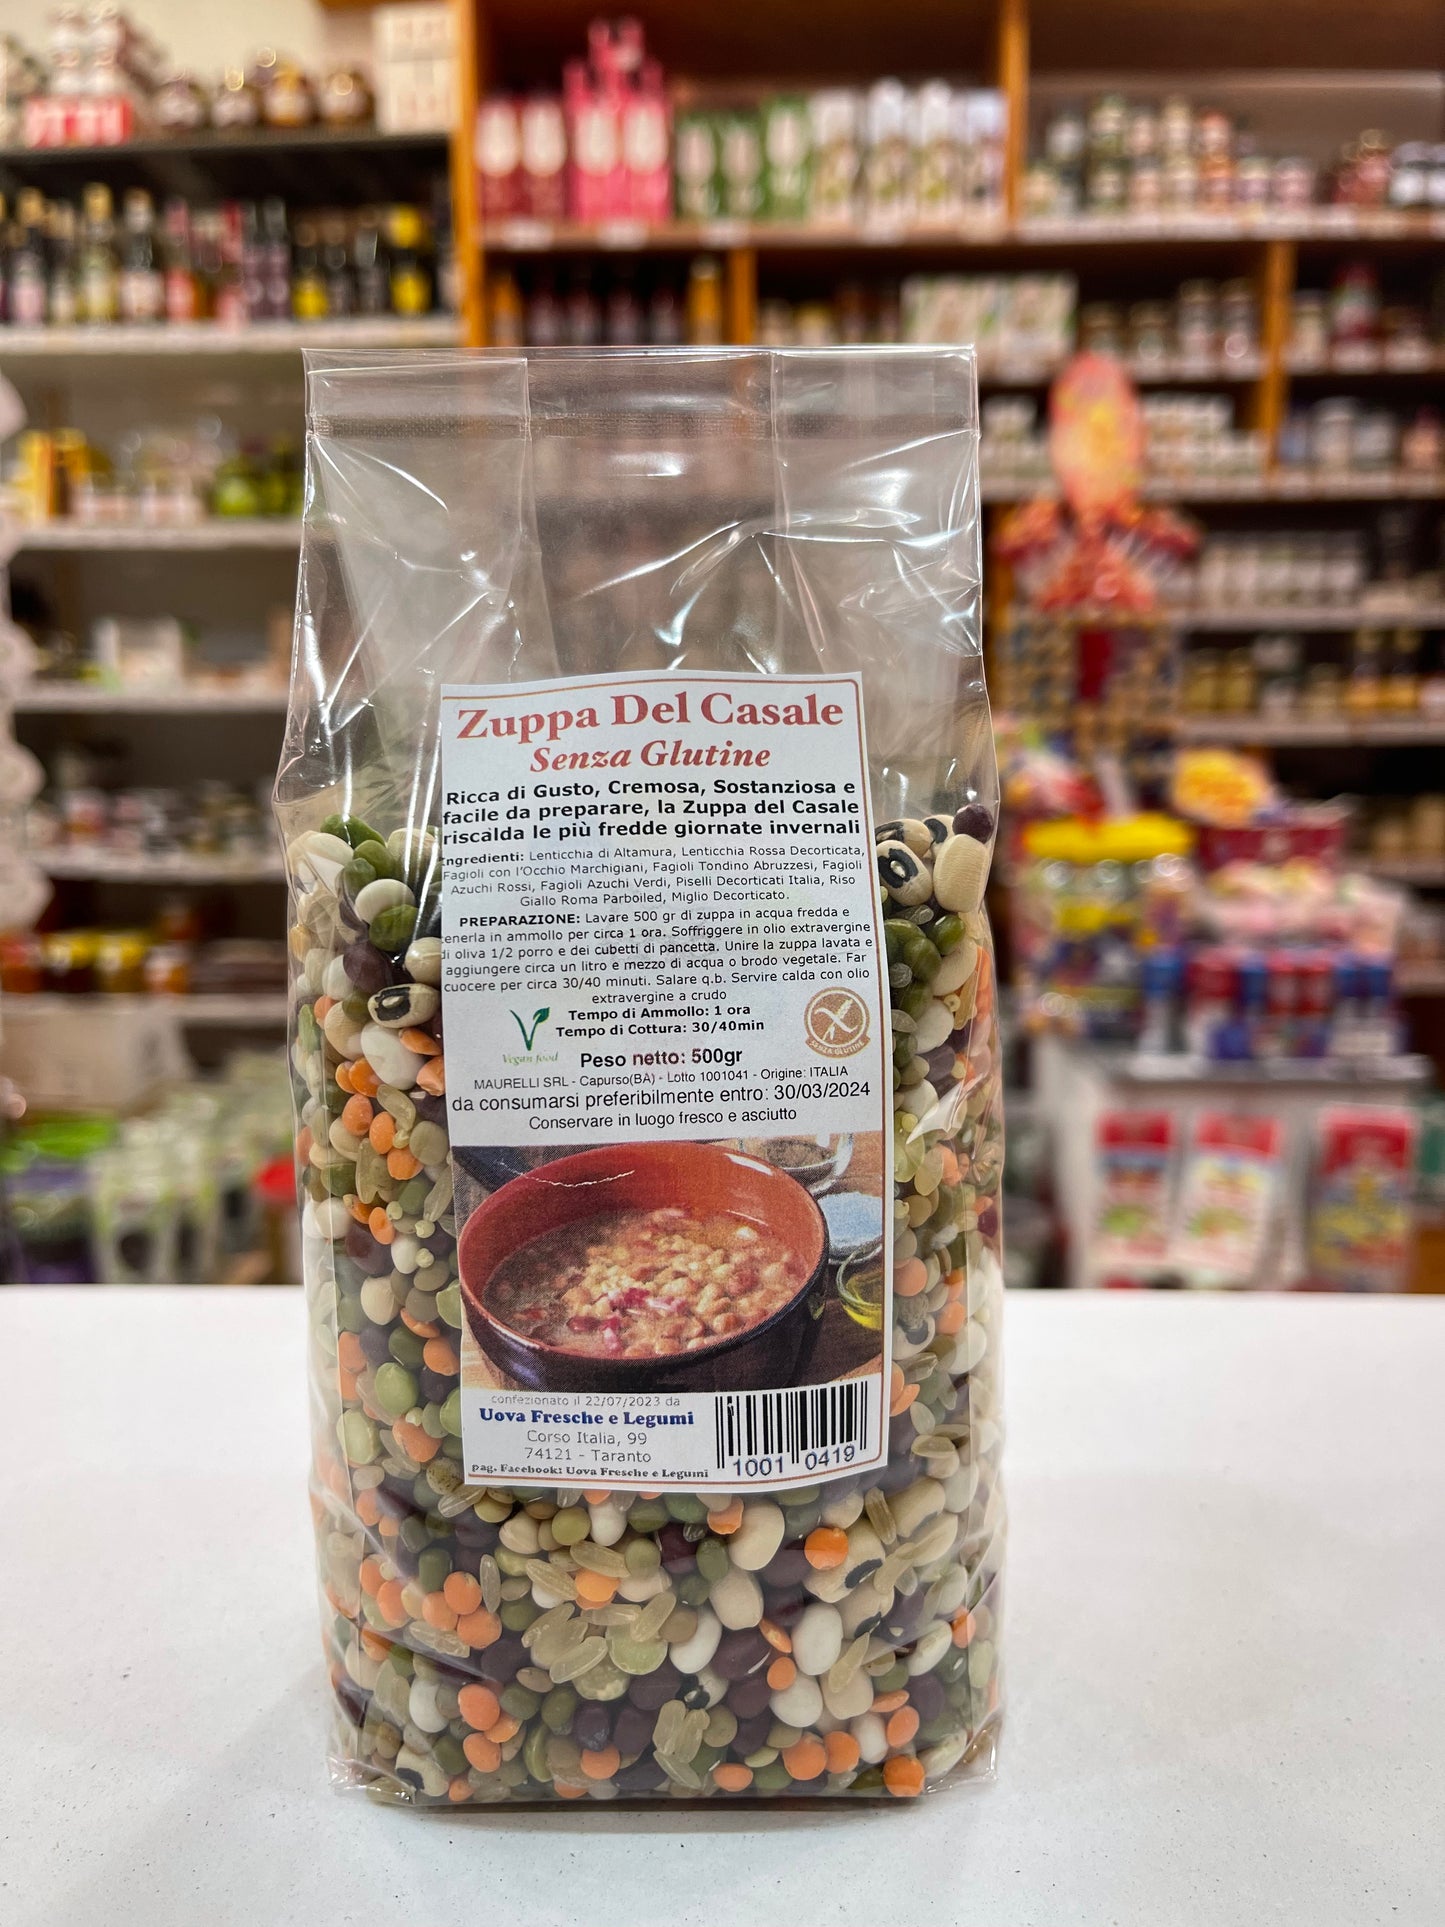 Zuppa Del Casale
Senza Glutine
Ricca di Gusto, Cremosa, Sostanziosa e
facile da preparare, la Zuppa del Casale
riscalda le più fredde giornate invernali
ngredienti: Lenticchia di Altamura, Lenticchia Rossa Decorticata,
Fagioli con l'Occhio Marchigiani, Fagioli Tondino Abruzzesi, Fagioli
Azuchi Rossi, Fagioli Azuchi Verdi, Piselli Decorticati Italia, Riso
Giallo Roma Parboiled, Miglio Decorticato.
PREPARAZIONE: Lavare 500 gr di zuppa in acqua fredda e
tenerla in ammollo per circa 1 ora. Soffriggere in olio extravergine
di oliva 1/2 porro e dei cubetti di pancetta. Unire la zuppa lavata e
aggiungere circa un litro e mezzo di acqua o brodo vegetale. Far
cuocere per circa 30/40 minuti. Salare q.b. Servire calda con olio
extravergine a crudo
Tempo di Ammollo: 1 ora
Tempo di Cottura: 30/40min
Vegan food
SENZA GLUTINE
Peso netto: 500gr
MAURELLI SRL - Capurso(BA) - Lotto 1001041 - Origine: ITALIA
da consumarsi preferibilmente entro: 30/03/2024
Conservare in luogo fresco e asciutto
confezionato il 22/07/2023 da
Uova Fresche e Legumi
Corso Italia, 99
74121 - Taranto
pag. Facebook: Uova Fresche e Legumi
1001 0419